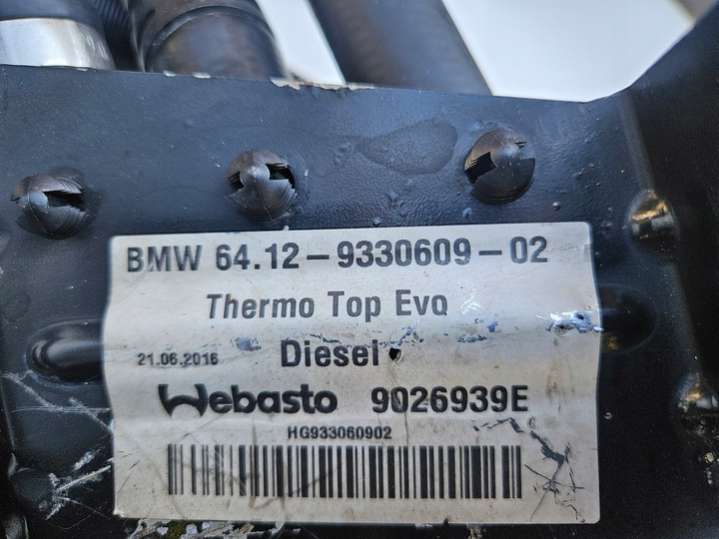 BMW 64.12-9330609-02
Thermo Top Evo
21.06.2016 Diesel
Webasto 9026939E
HG933060902